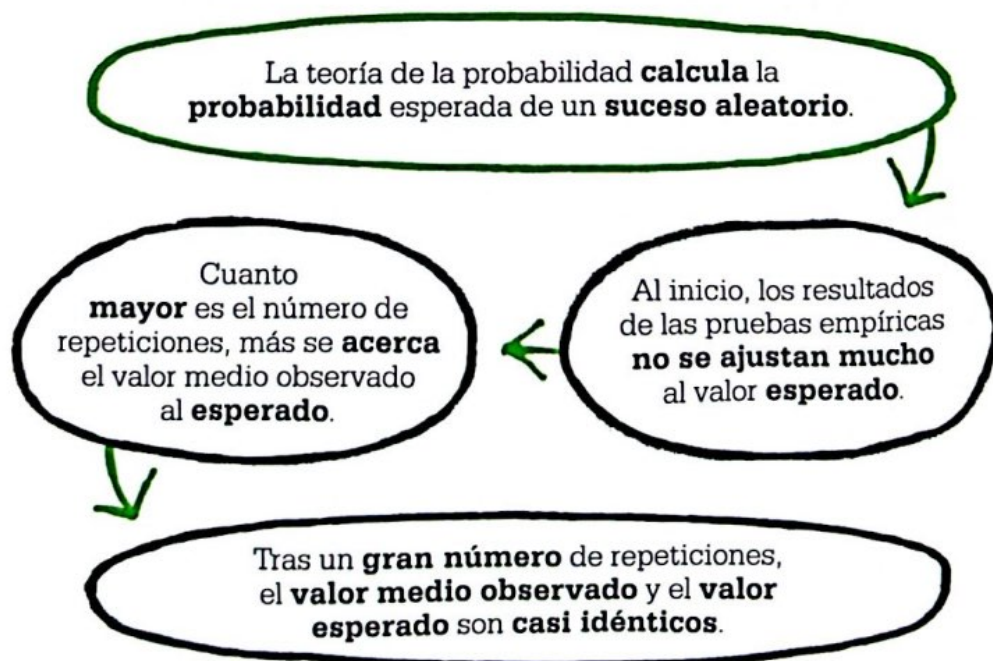 La teoría de la probabilidad calcula la
probabilidad esperada de un suceso aleatorio.
Al inicio, los resultados
de las pruebas empíricas
no se ajustan mucho
al valor esperado.
Cuanto
mayor es el número de
repeticiones, más se acerca
el valor medio observado
al esperado.
Tras un gran número de repeticiones,
el valor medio observado y el valor
esperado son casi idénticos.